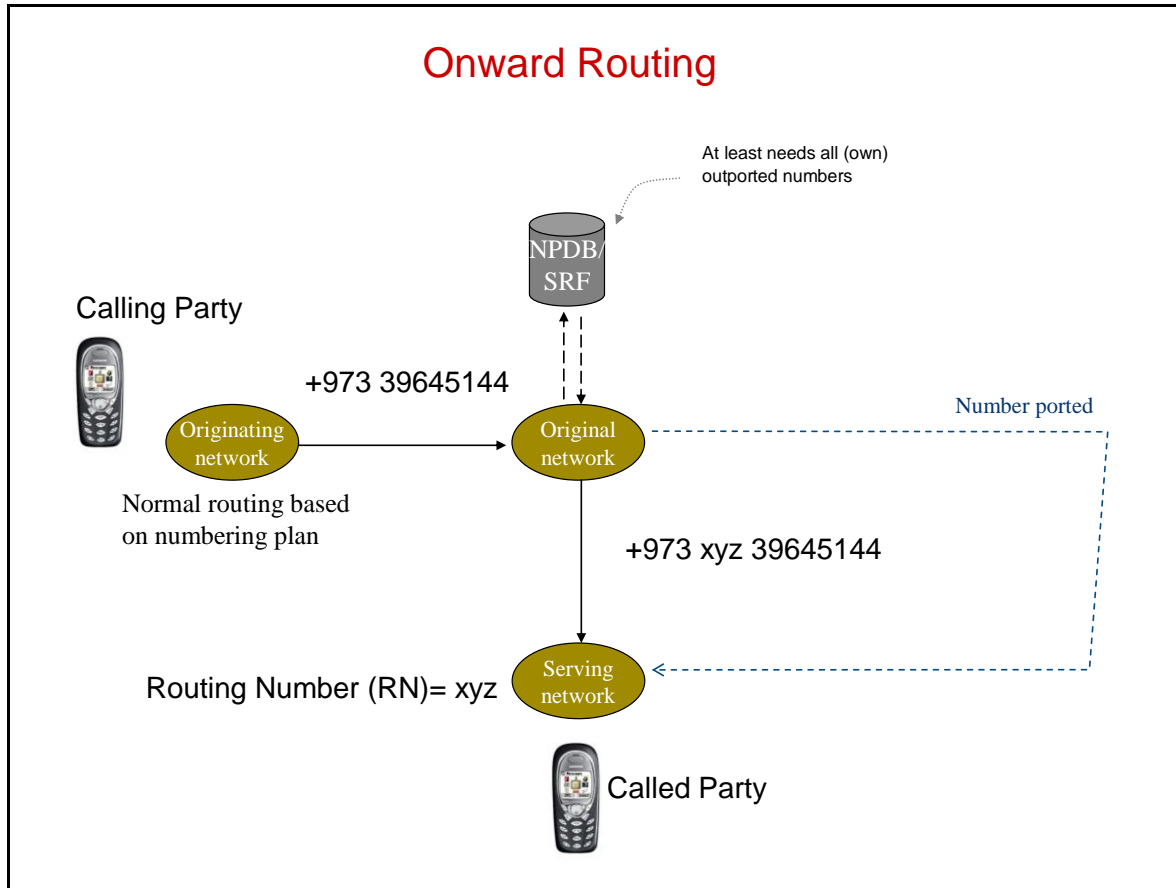 Onward Routing
At least needs all (own)
outported numbers
NPDB/
SRF
Calling Party
+973 39645144
Originating
network
Original
network
Number ported
Normal routing based
on numbering plan
+973 xyz 39645144
Routing Number (RN)= xyz
Serving
network
Called Party